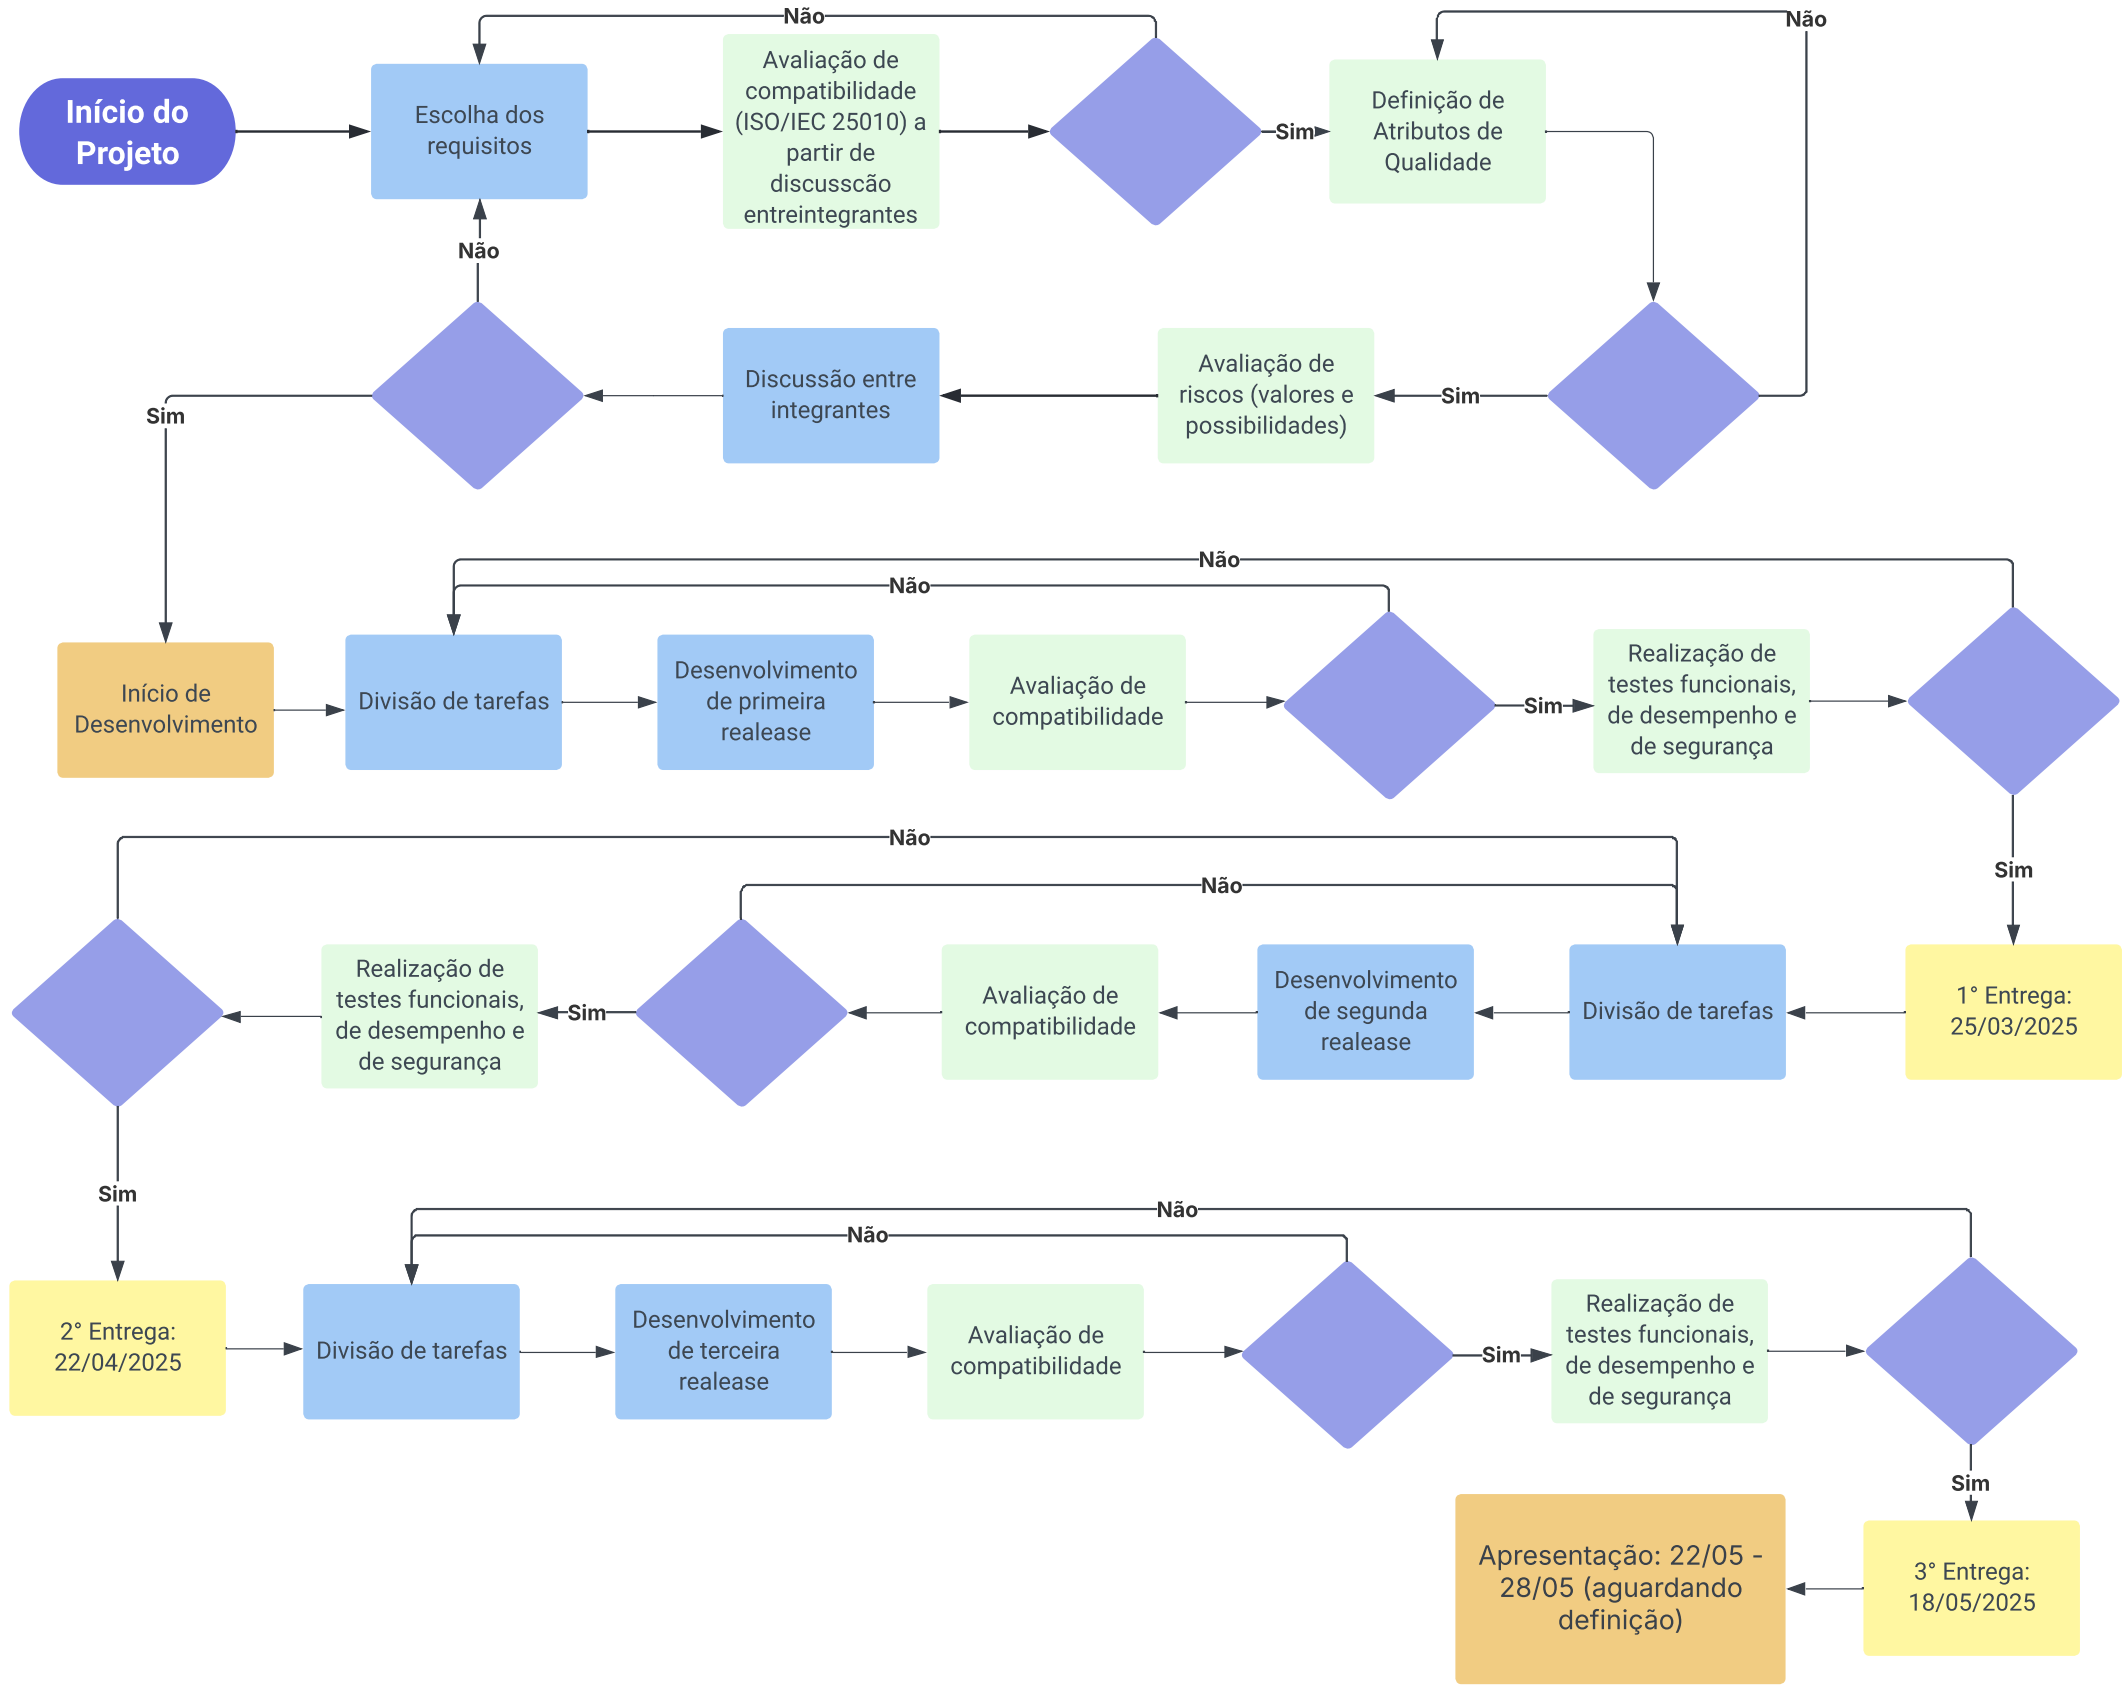 Não
Não
Início do
Projeto
Escolha dos
requisitos
Avaliação de
compatibilidade
(ISO/IEC 25010) a
partir de
discusscão
entreintegrantes
Sim
Definição de
Atributos de
Qualidade
Não
Sim
Discussão entre
integrantes
Avaliação de
riscos (valores e
possibilidades)
Sim
Não
Não
Início de
Desenvolvimento
Divisão de tarefas
Desenvolvimento
de primeira
realease
Avaliação de
compatibilidade
Sim
Realização de
testes funcionais,
de desempenho e
de segurança
Sim
Não
Não
1° Entrega:
25/03/2025
Divisão de tarefas
Desenvolvimento
de segunda
realease
Avaliação de
compatibilidade
Sim
Realização de
testes funcionais,
de desempenho e
de segurança
Sim
Não
Não
2° Entrega:
22/04/2025
Divisão de tarefas
Desenvolvimento
de terceira
realease
Avaliação de
compatibilidade
Sim
Realização de
testes funcionais,
de desempenho e
de segurança
Sim
3° Entrega:
18/05/2025
Apresentação: 22/05 -
28/05 (aguardando
definição)